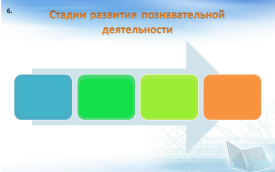 6.
Стадии развития познавательной
деятельности